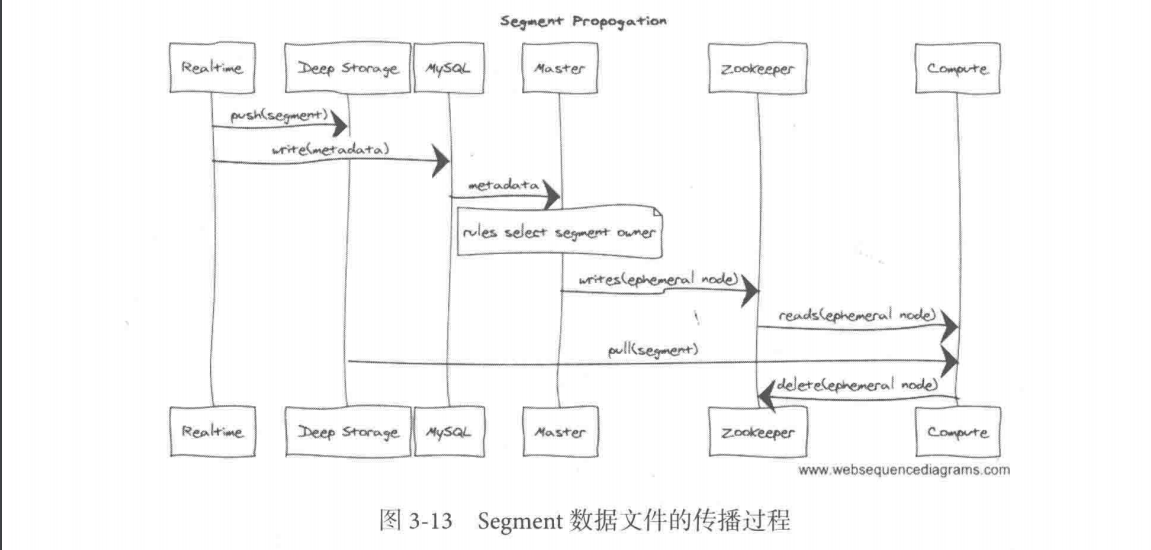 Segment Propogation
Realtime Deep Storage MySQL Master Zookeeper Compute
push(segment)
write(metadata)
metadata
rules select segment owner
writes(ephemeral node)
reads(ephemeral node)
pull(segment)
delete(ephemeral node)
Realtime Deep Storage MySQL Master Zookeeper Compute
www.websequencediagrams.com
图 3-13 Segment 数据文件的传播过程